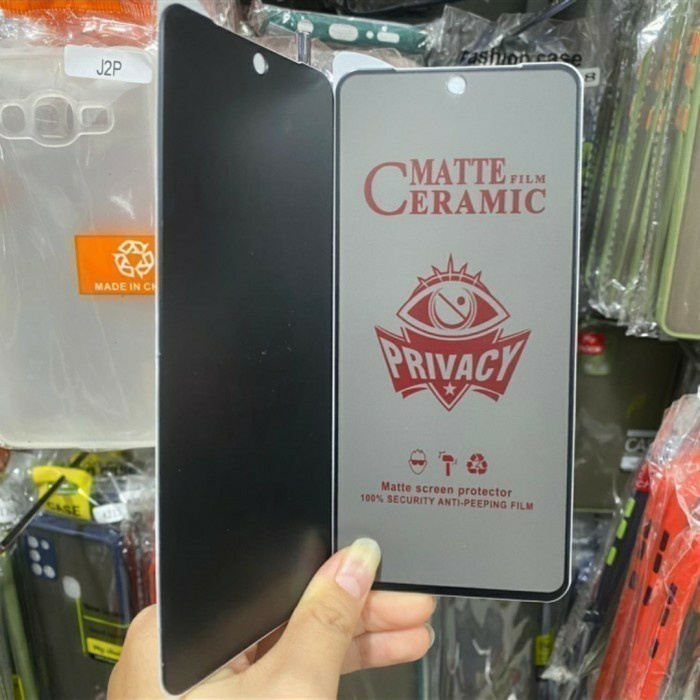 J2P
fashion case
MATTE FILM
CERAMIC
MADE IN CH
PRIVACY
Matte screen protector
100% SECURITY ANTI-PEEPING FILM
CASE